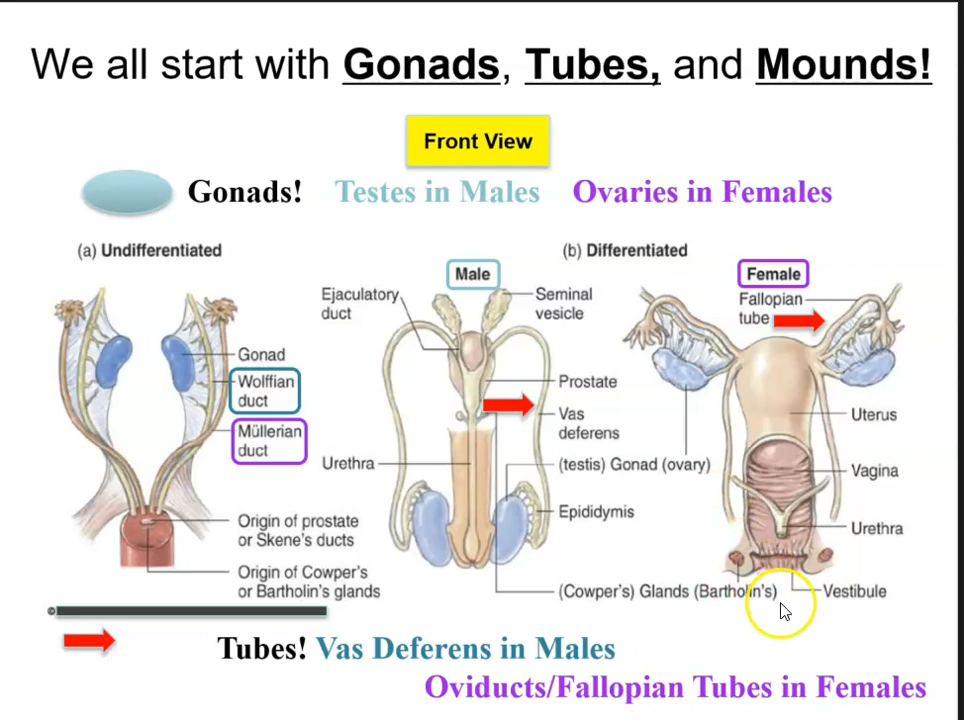 We all start with Gonads, Tubes, and Mounds!
Front View
Gonads! Testes in Males Ovaries in Females
(a) Undifferentiated
(b) Differentiated
Male
Female
Ejaculatory
duct
Seminal
vesicle
Fallopian
tube
Gonad
Wolffian
duct
Müllerian
duct
Prostate
Vas
deferens
Uterus
Urethra
(testis) Gonad (ovary)
Vagina
Epididymis
Urethra
Origin of prostate
or Skene's ducts
Origin of Cowper's
or Bartholin's glands
(Cowper's) Glands (Bartholin's)
Vestibule
©
Tubes! Vas Deferens in Males
Oviducts/Fallopian Tubes in Females